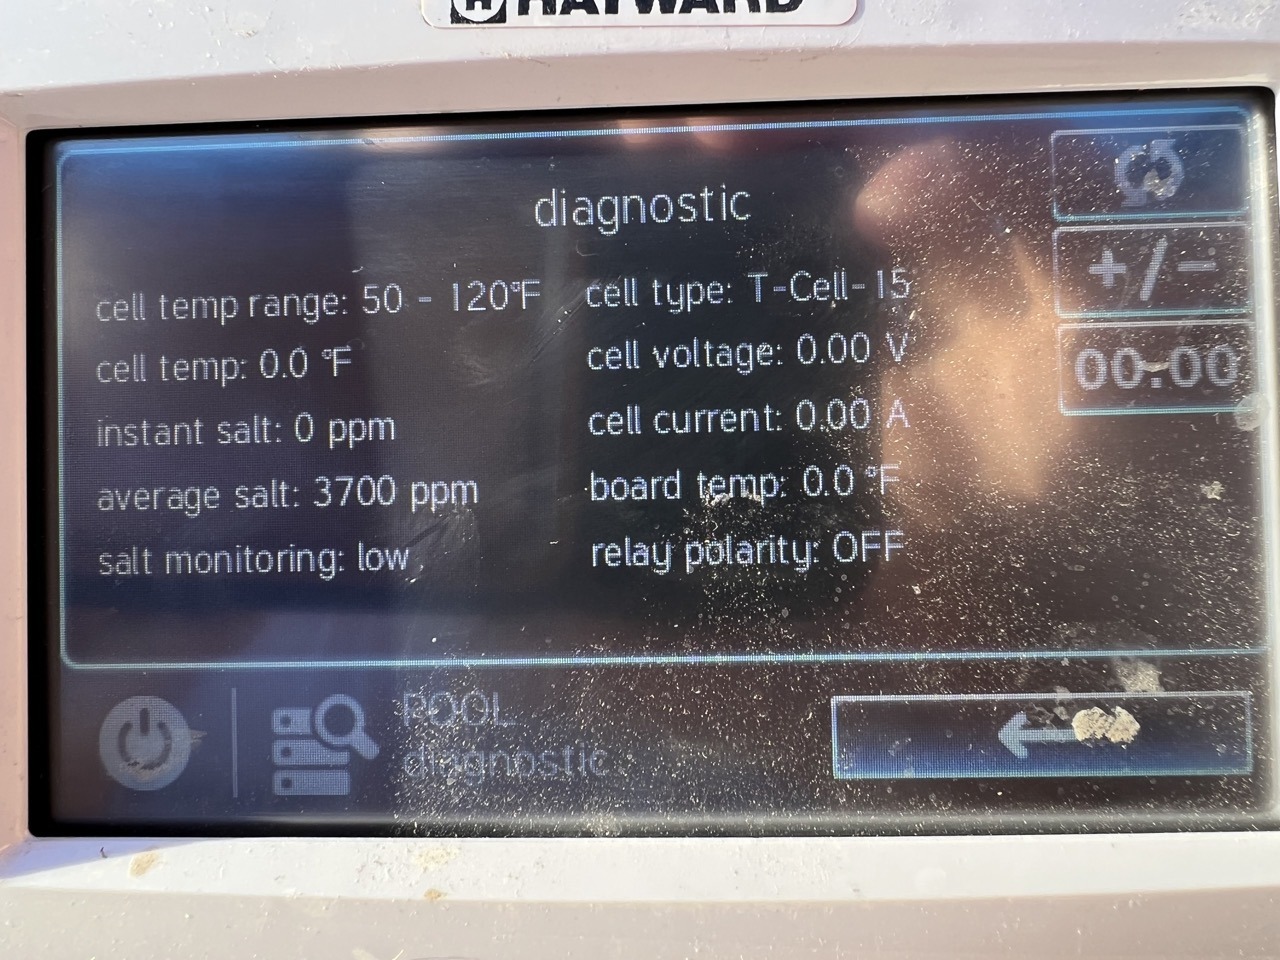 HAYWARD
diagnostic
cell temp range: 50 - 120°F
cell temp: 0.0 °F
instant salt: 0 ppm
average salt: 3700 ppm
salt monitoring: low
cell type: T-Cell-15
cell voltage: 0.00 V
cell current: 0.00 A
board temp: 0.0 °F
relay polarity: OFF
+/-
00.00
POOL
diagnostic